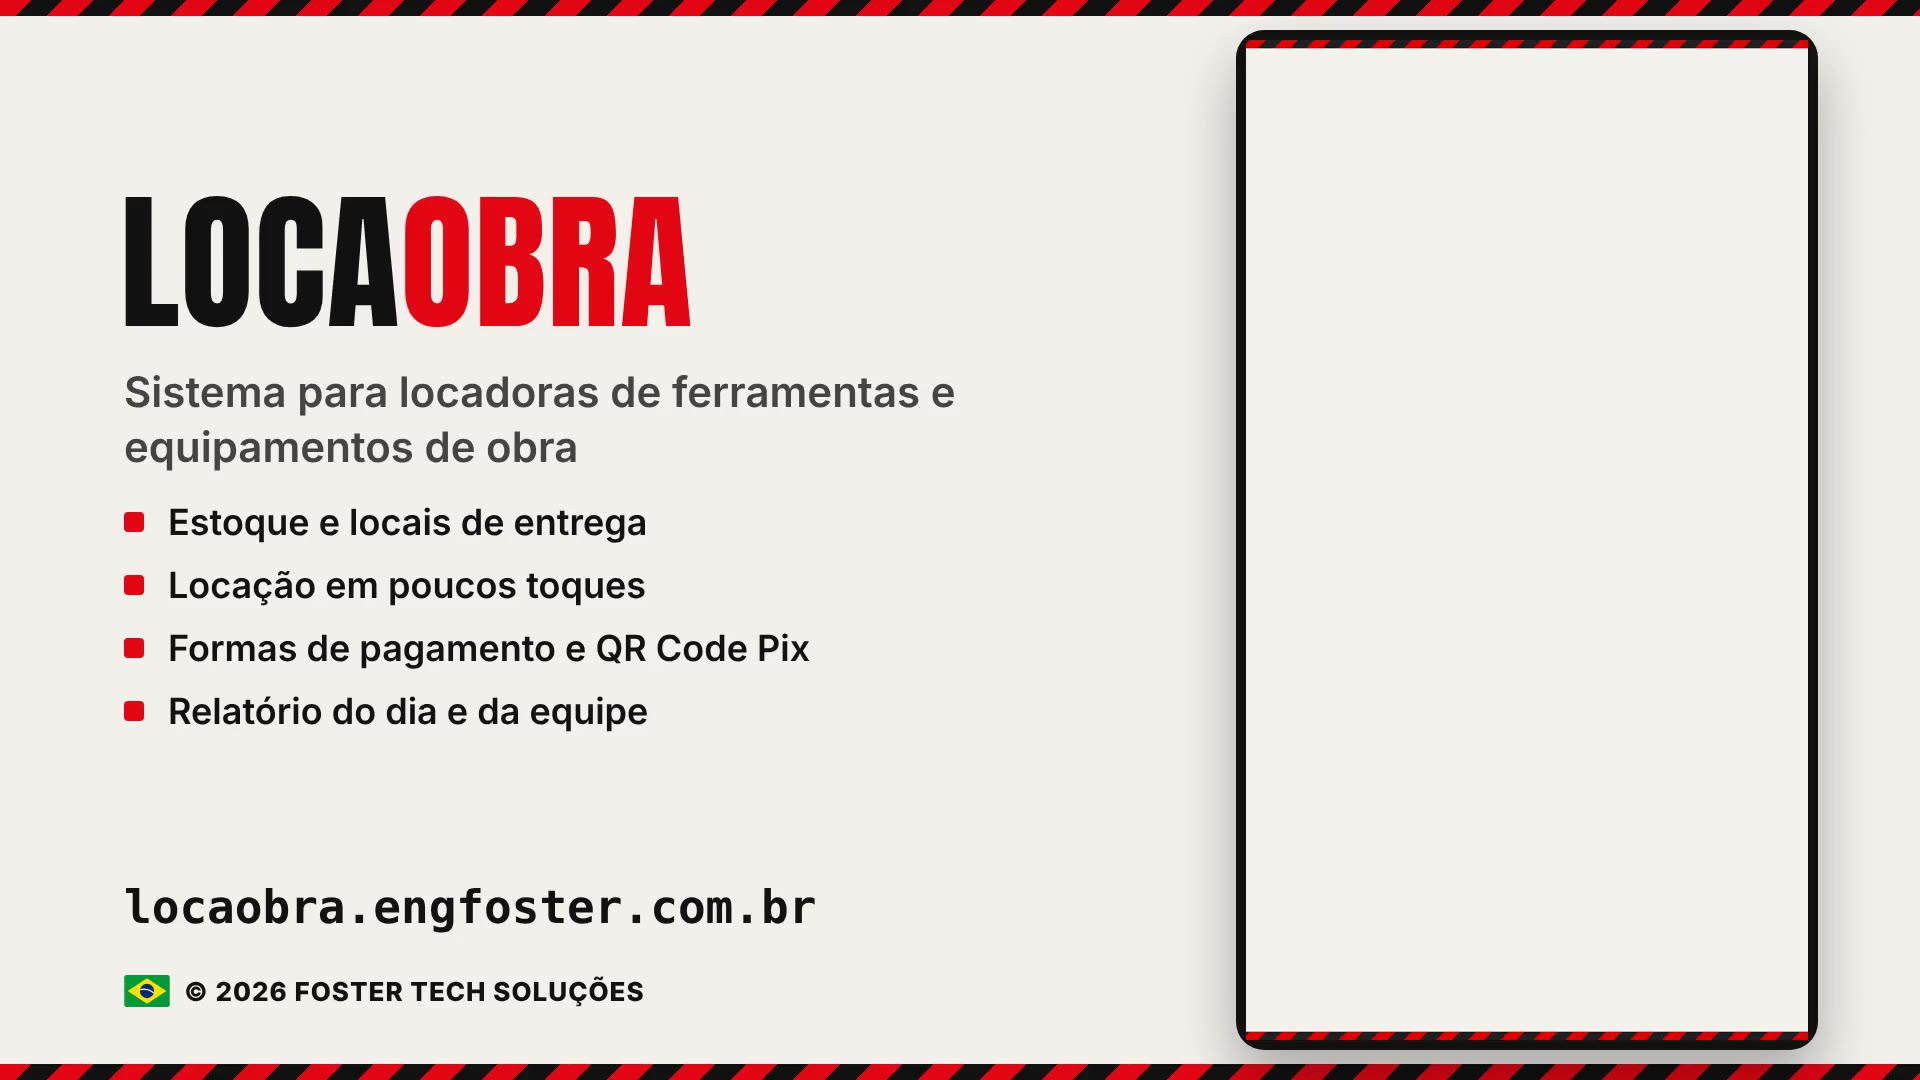 LOCAOBRA
Sistema para locadoras de ferramentas e
equipamentos de obra
Estoque e locais de entrega
Locação em poucos toques
Formas de pagamento e QR Code Pix
Relatório do dia e da equipe
locaobra.engfoster.com.br
© 2026 FOSTER TECH SOLUÇÕES